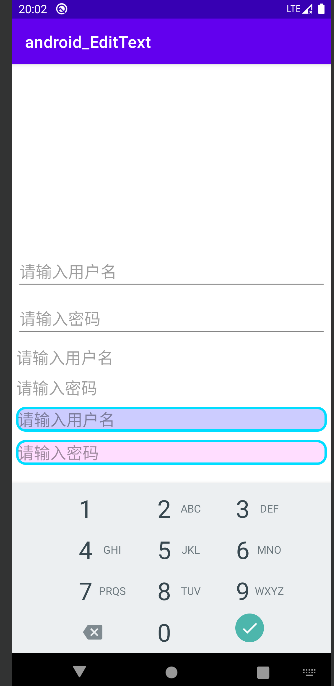 20:02 LTE
android_EditText
请输入用户名
请输入密码
请输入用户名
请输入密码
请输入用户名
请输入密码
1 2 ABC 3 DEF
4 GHI 5 JKL 6 MNO
7 PRQS 8 TUV 9 WXYZ
0